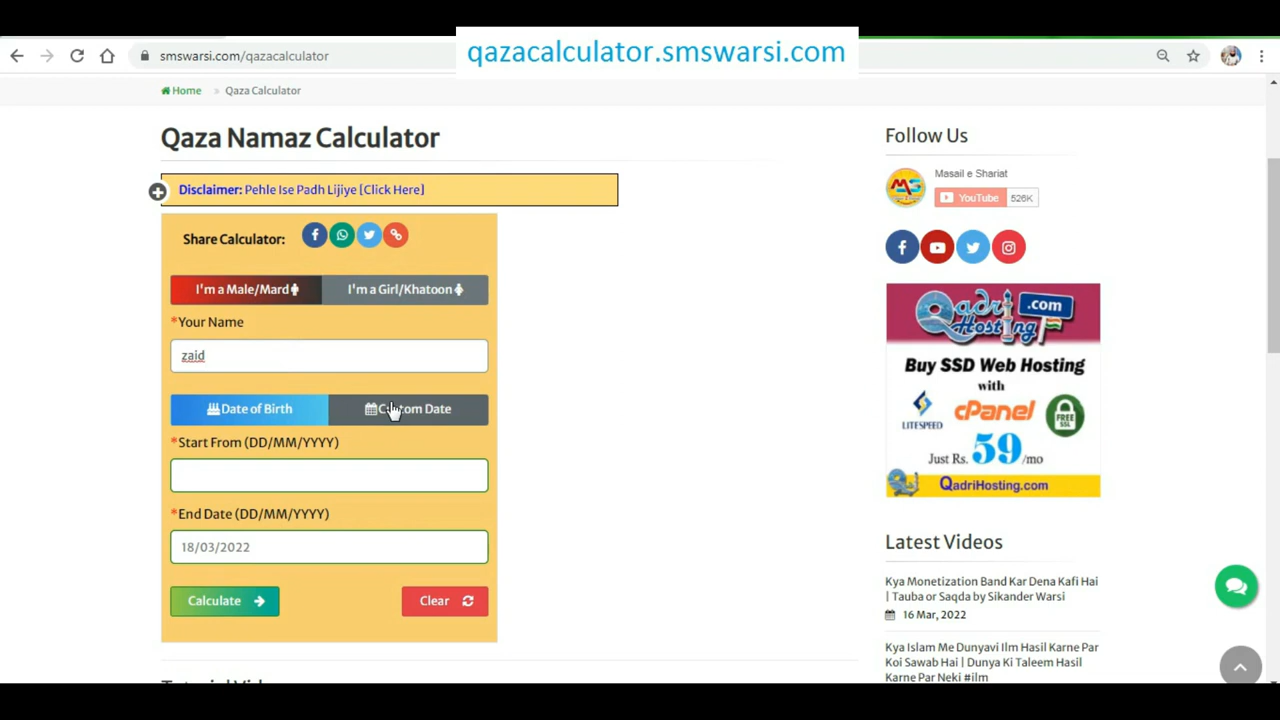 qazacalculator.smswarsi.com
smswarsi.com/qazacalculator
Home » Qaza Calculator
Qaza Namaz Calculator
Disclaimer: Pehle Ise Padh Lijiye [Click Here]
Share Calculator:
I'm a Male/Mard I'm a Girl/Khatoon
*Your Name
zaid
Date of Birth Custom Date
*Start From (DD/MM/YYYY)
*End Date (DD/MM/YYYY)
18/03/2022
Calculate Clear
Follow Us
MS
Masail e Shariat
YouTube 526K
Qadri .com
Hosting
Buy SSD Web Hosting
with
LITESPEED cPanel FREE SSL
Just Rs. 59 /mo
QadriHosting.com
Latest Videos
Kya Monetization Band Kar Dena Kafi Hai
| Tauba or Saqda by Sikander Warsi
16 Mar, 2022
Kya Islam Me Dunyavi Ilm Hasil Karne Par
Koi Sawab Hai | Dunya Ki Taleem Hasil
Karne Par Neki #ilm